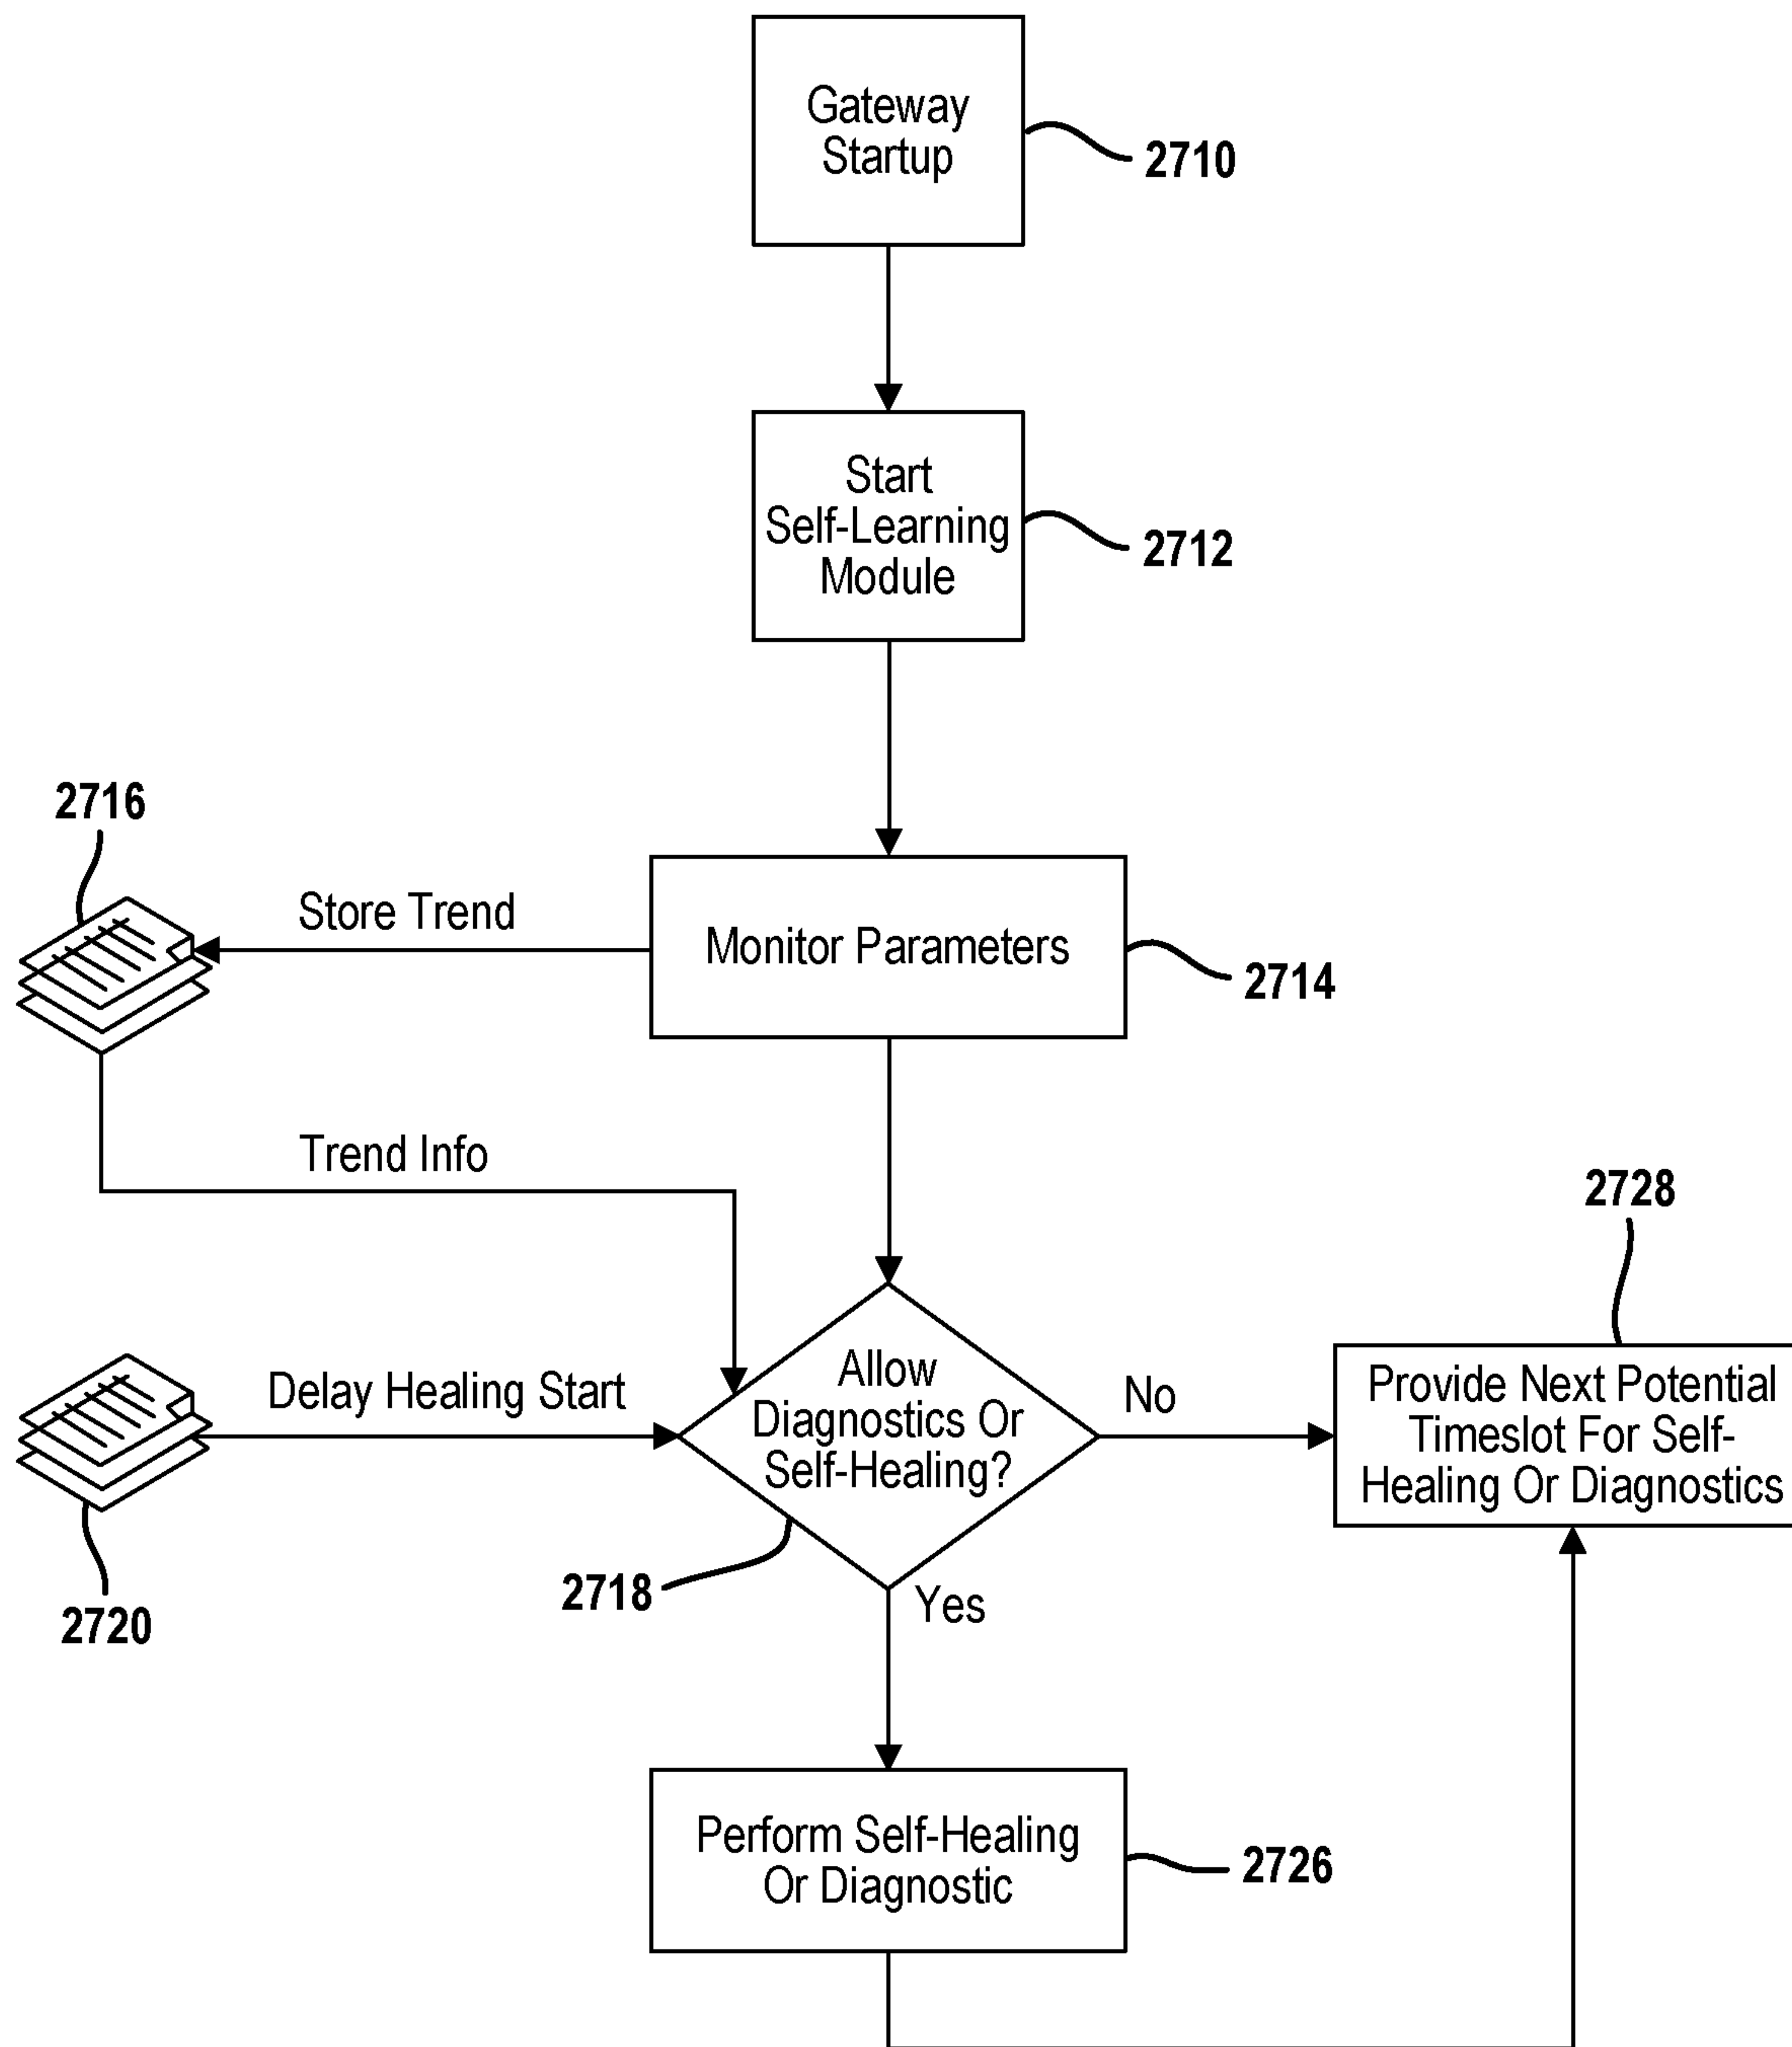 Gateway
Startup
2710
Start
Self-Learning
Module
2712
2716
Store Trend
Monitor Parameters
2714
Trend Info
2728
Delay Healing Start
Allow
Diagnostics Or
Self-Healing?
No
Provide Next Potential
Timeslot For Self-
Healing Or Diagnostics
2718
2720
Yes
Perform Self-Healing
Or Diagnostic
2726